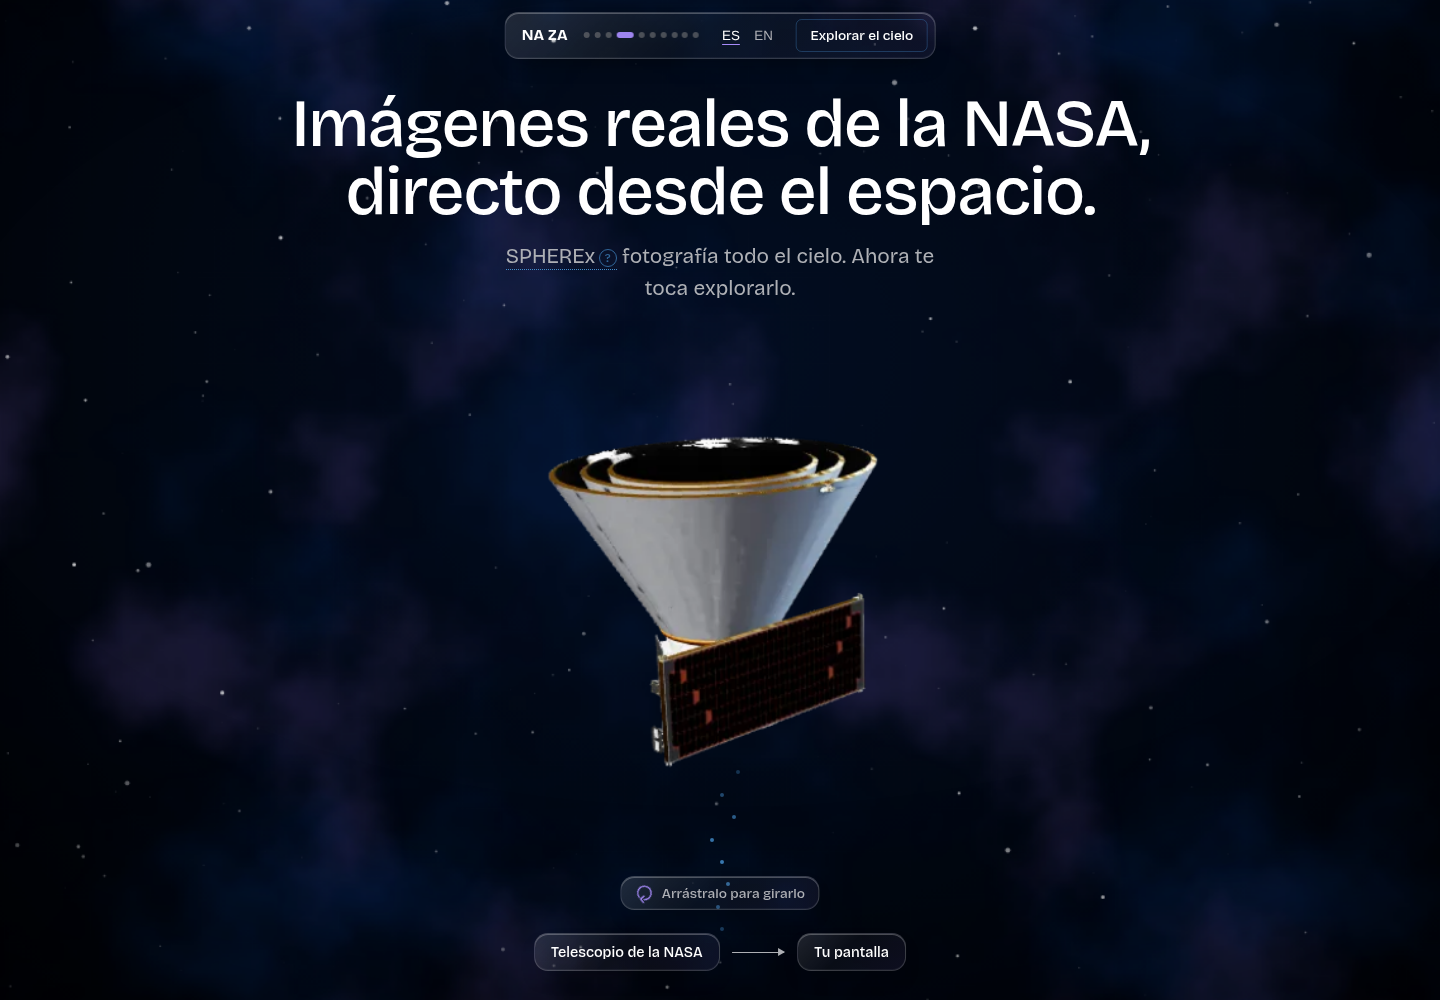 NA ZA
ES EN
Explorar el cielo
Imágenes reales de la NASA,
directo desde el espacio.
SPHEREx ? fotografía todo el cielo. Ahora te
toca explorarlo.
Arrástralo para girarlo
Telescopio de la NASA
Tu pantalla